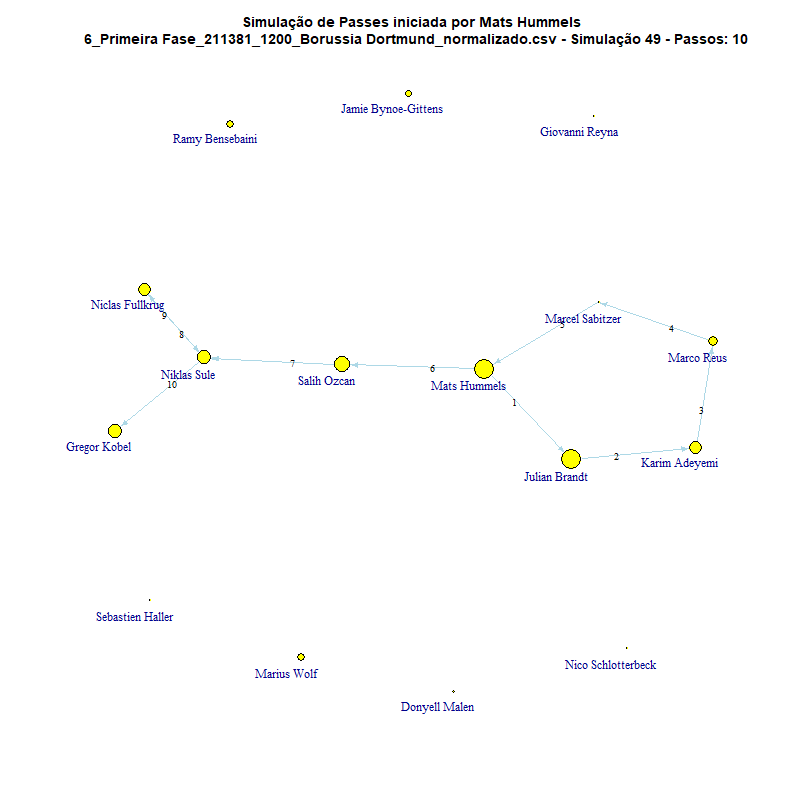 Simulação de Passes iniciada por Mats Hummels
6_Primeira Fase_211381_1200_Borussia Dortmund_normalizado.csv - Simulação 49 - Passos: 10
Jamie Bynoe-Gittens
Ramy Bensebaini
Giovanni Reyna
Niclas Fullkrug
9
8
Marcel Sabitzer
5
4
Marco Reus
7
6
Niklas Sule
10
Salih Ozcan
Mats Hummels
1
3
Gregor Kobel
2
Julian Brandt
Karim Adeyemi
Sebastien Haller
Marius Wolf
Nico Schlotterbeck
Donyell Malen